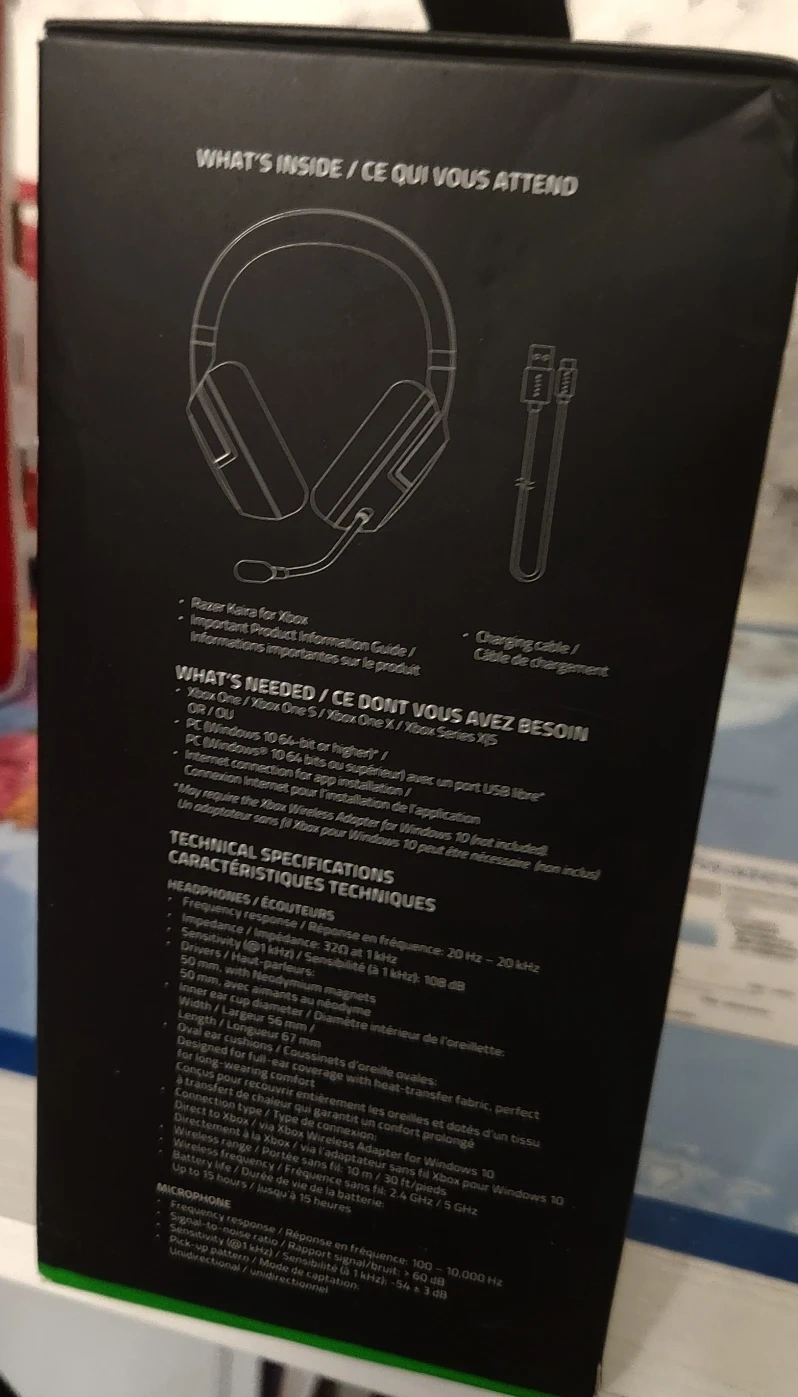 WHAT'S INSIDE / CE QUI VOUS ATTEND
• Razer Kaira for Xbox
• Important Product Information Guide /
Informations importantes sur le produit
• Charging cable /
Câble de chargement
WHAT'S NEEDED / CE DONT VOUS AVEZ BESOIN
• Xbox One / Xbox One S / Xbox One X / Xbox Series X|S
OR / OU
• PC (Windows 10 64-bit or higher)* /
PC (Windows® 10 64 bits ou supérieur) avec un port USB libre*
• Internet connection for app installation /
Connexion Internet pour l'installation de l'application
*May require the Xbox Wireless Adapter for Windows 10 (not included).
Un adaptateur sans fil Xbox pour Windows 10 peut être nécessaire (non inclus)
TECHNICAL SPECIFICATIONS
CARACTÉRISTIQUES TECHNIQUES
HEADPHONES / ÉCOUTEURS
• Frequency response / Réponse en fréquence: 20 Hz – 20 kHz
• Impedance / Impédance: 32Ω at 1 kHz
• Sensitivity (@1 kHz) / Sensibilité (à 1 kHz): 108 dB
• Drivers / Haut-parleurs:
50 mm, with Neodymium magnets
50 mm, avec aimants au néodyme
• Inner ear cup diameter / Diamètre intérieur de l'oreillette:
Width / Largeur 56 mm /
Length / Longueur 67 mm
• Oval ear cushions / Coussinets d'oreille ovales:
Designed for full-ear coverage with heat-transfer fabric, perfect
for long-wearing comfort
Conçus pour recouvrir entièrement les oreilles et dotés d'un tissu
à transfert de chaleur qui garantit un confort prolongé
• Connection type / Type de connexion:
Direct to Xbox / via Xbox Wireless Adapter for Windows 10
Directement à la Xbox / via l'adaptateur sans fil Xbox pour Windows 10
• Wireless range / Portée sans fil: 10 m / 30 ft/pieds
• Wireless frequency / Fréquence sans fil: 2.4 GHz / 5 GHz
• Battery life / Durée de vie de la batterie:
Up to 15 hours / Jusqu'à 15 heures
MICROPHONE
• Frequency response / Réponse en fréquence: 100 – 10,000 Hz
• Signal-to-noise ratio / Rapport signal/bruit: > 60 dB
• Sensitivity (@1 kHz) / Sensibilité (à 1 kHz): -54 ± 3 dB
• Pick-up pattern / Mode de captation:
Unidirectional / unidirectionnel